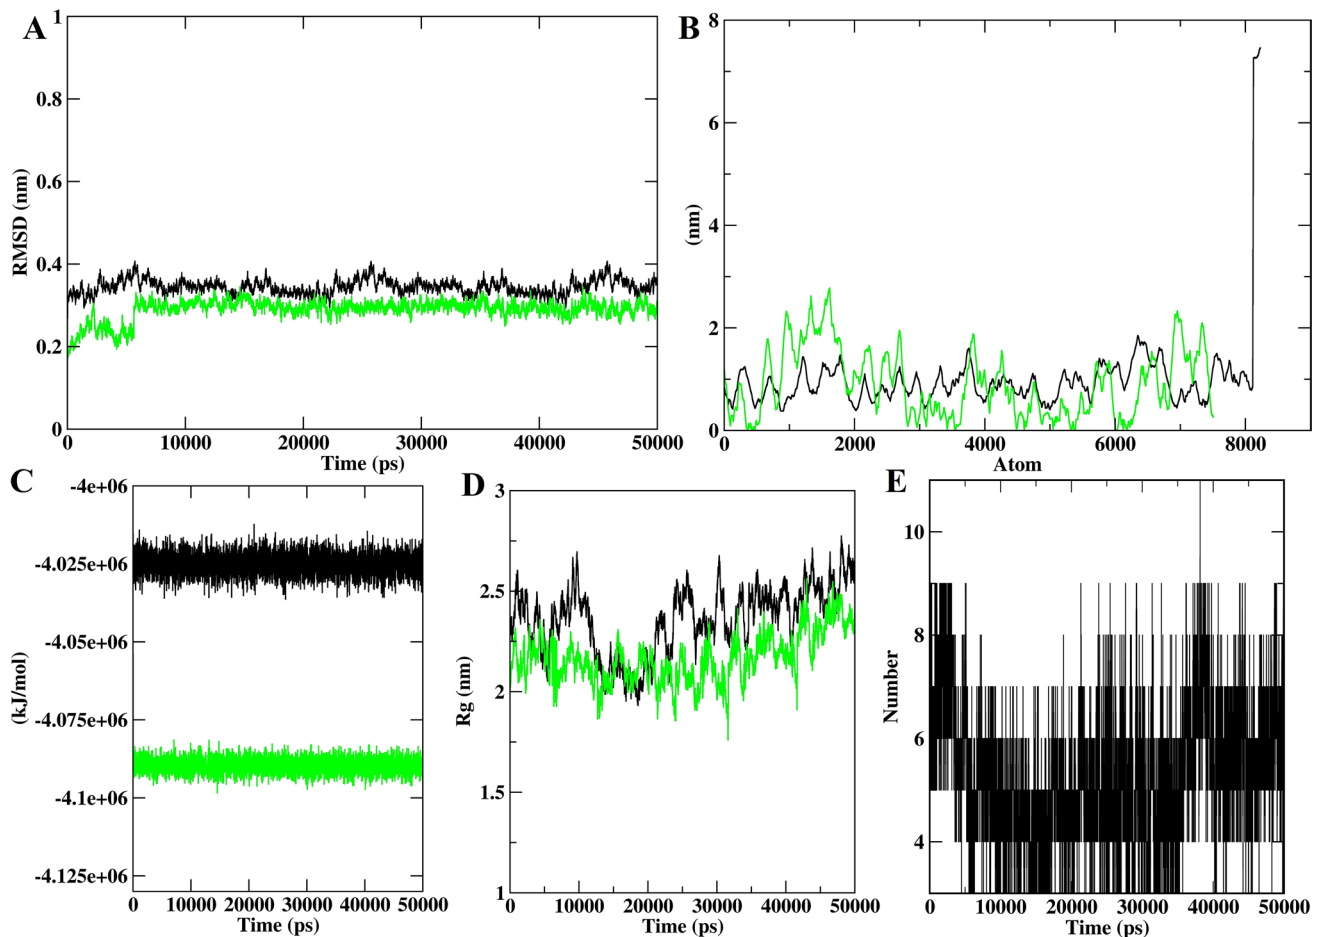 A
1
0.8
0.6
0.4
0.2
0
RMSD (nm)
0 10000 20000 30000 40000 50000
Time (ps)
B
8
6
4
2
0
(nm)
0 2000 4000 6000 8000
Atom
C
-4e+06
-4.025e+06
-4.05e+06
-4.075e+06
-4.1e+06
-4.125e+06
(kJ/mol)
0 10000 20000 30000 40000 50000
Time (ps)
D
3
2.5
2
1.5
1
Rg (nm)
0 10000 20000 30000 40000 50000
Time (ps)
E
10
8
6
4
Number
0 10000 20000 30000 40000 50000
Time (ps)